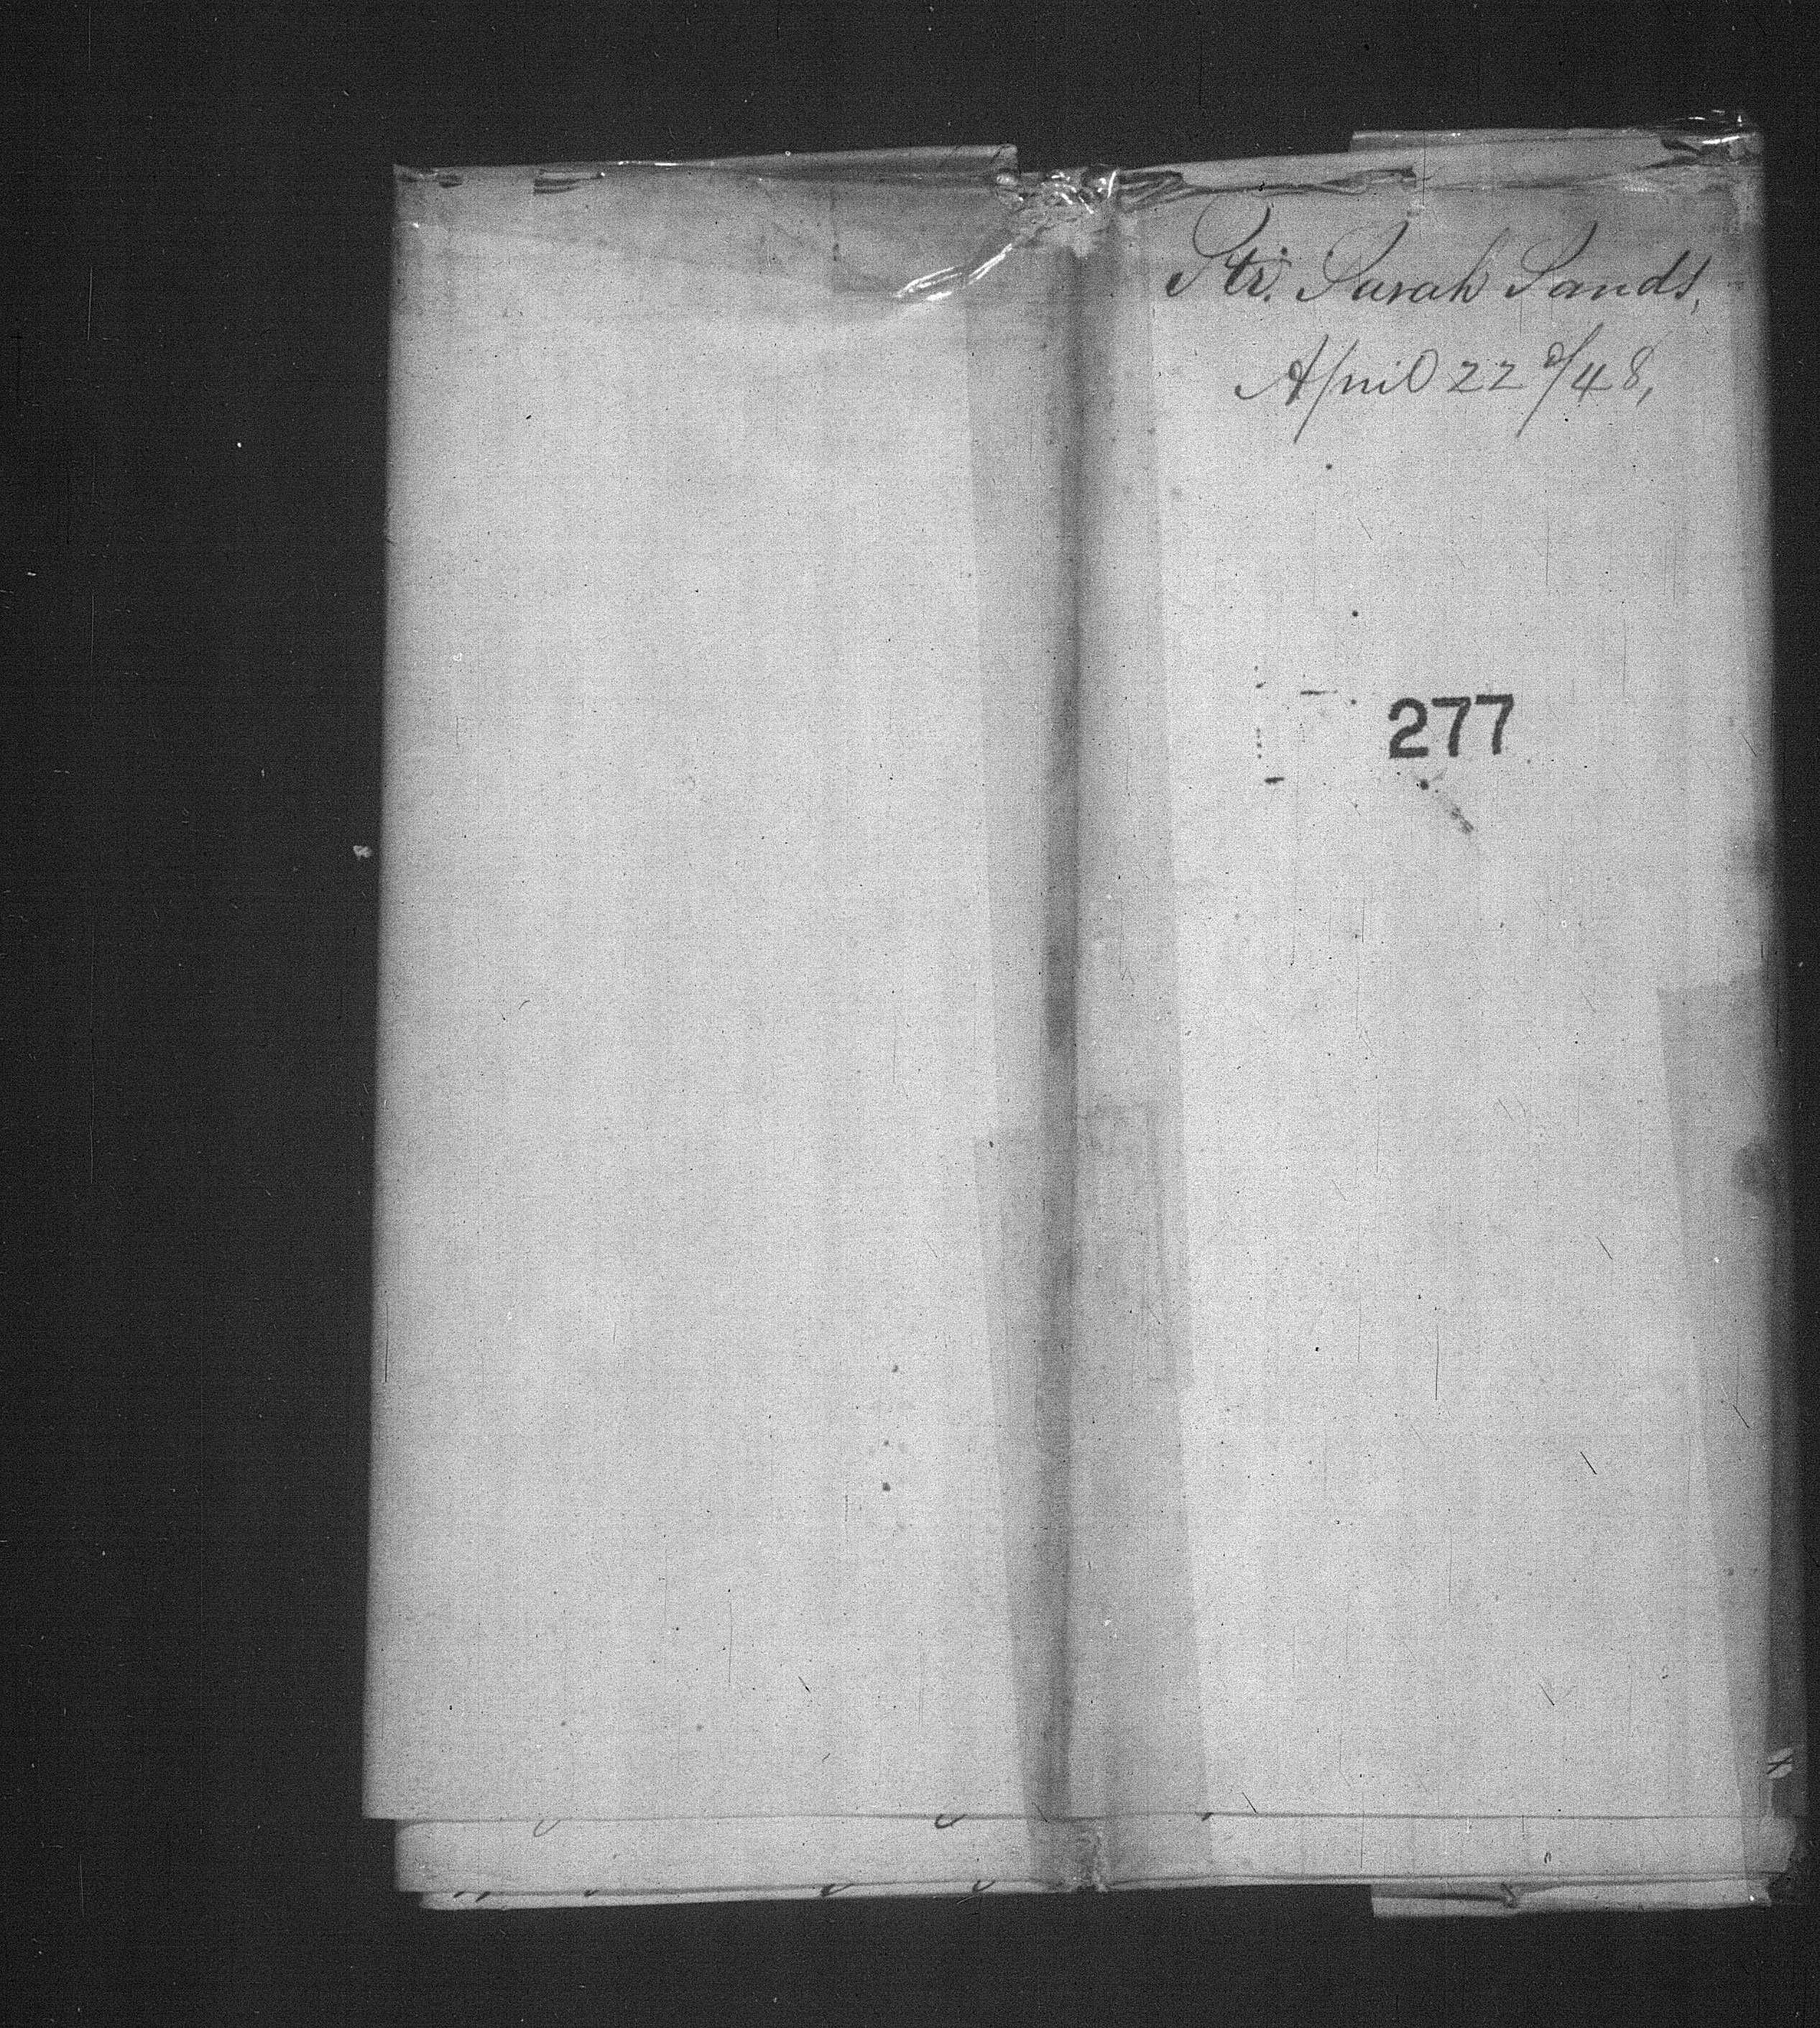 Str. Sarah Sands,
April 22d/48,
277